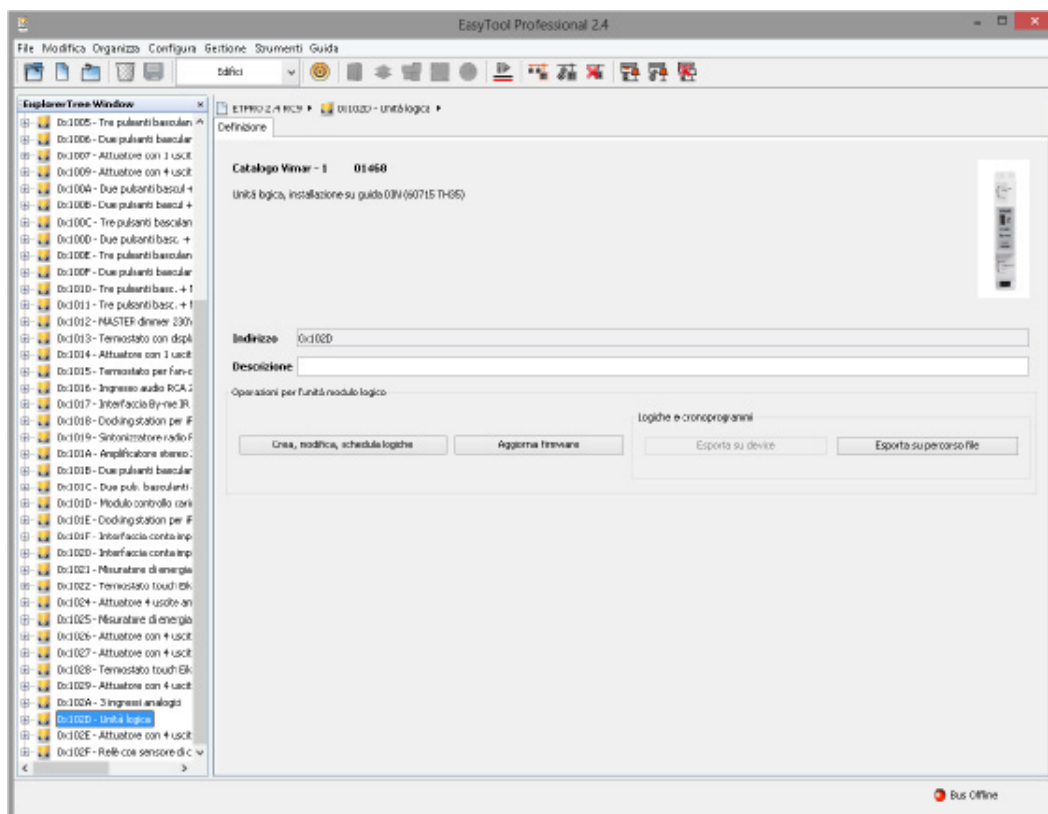 EasyTool Professional 2.4
File Modifica Organizza Configura Gestione Strumenti Guida
Edifici
ExplorerTree Window
0x1005 - Tre pulsanti basculan
0x1006 - Due pulsanti bascular
0x1007 - Attuatore con 1 uscit
0x1009 - Attuatore con 4 uscit
0x100A - Due pulsanti bascul +
0x100B - Due pulsanti bascul +
0x100C - Tre pulsanti basculan
0x100D - Due pulsanti basc. +
0x100E - Tre pulsanti basculan
0x100F - Due pulsanti bascular
0x1010 - Tre pulsanti basc. + I
0x1011 - Tre pulsanti basc. + I
0x1012 - MASTER dimmer 230V
0x1013 - Termostato con displa
0x1014 - Attuatore con 1 uscit
0x1015 - Termostato per fan-c
0x1016 - Ingresso audio RCA 2
0x1017 - Interfaccia By-me IR
0x1018 - Docking station per iF
0x1019 - Sintonizzatore radio F
0x101A - Amplificatore stereo 2
0x101B - Due pulsanti bascular
0x101C - Due puls. basculanti
0x101D - Modulo controllo caric
0x101E - Docking station per iF
0x101F - Interfaccia conta imp
0x1020 - Interfaccia conta imp
0x1021 - Misuratore di energia
0x1022 - Termostato touch Eik
0x1024 - Attuatore 4 uscite an
0x1025 - Misuratore di energia
0x1026 - Attuatore con 4 uscit
0x1027 - Attuatore con 4 uscit
0x1028 - Termostato touch Eik
0x1029 - Attuatore con 4 uscit
0x102A - 3 ingressi analogici
0x102D - Unità logica
0x102E - Attuatore con 4 uscit
0x102F - Relè con sensore di c
ETPRO 2.4 RC9 0x102D - Unità logica
Definizione
Catalogo Vimar - 1 01468
Unità logica, installazione su guida DIN (60715 TH35)
Indirizzo 0x102D
Descrizione
Operazioni per l'unità modulo logico
Logiche e cronoprogrammi
Crea, modifica, schedula logiche Aggiorna firmware Esporta su device Esporta su percorso file
Bus Offline